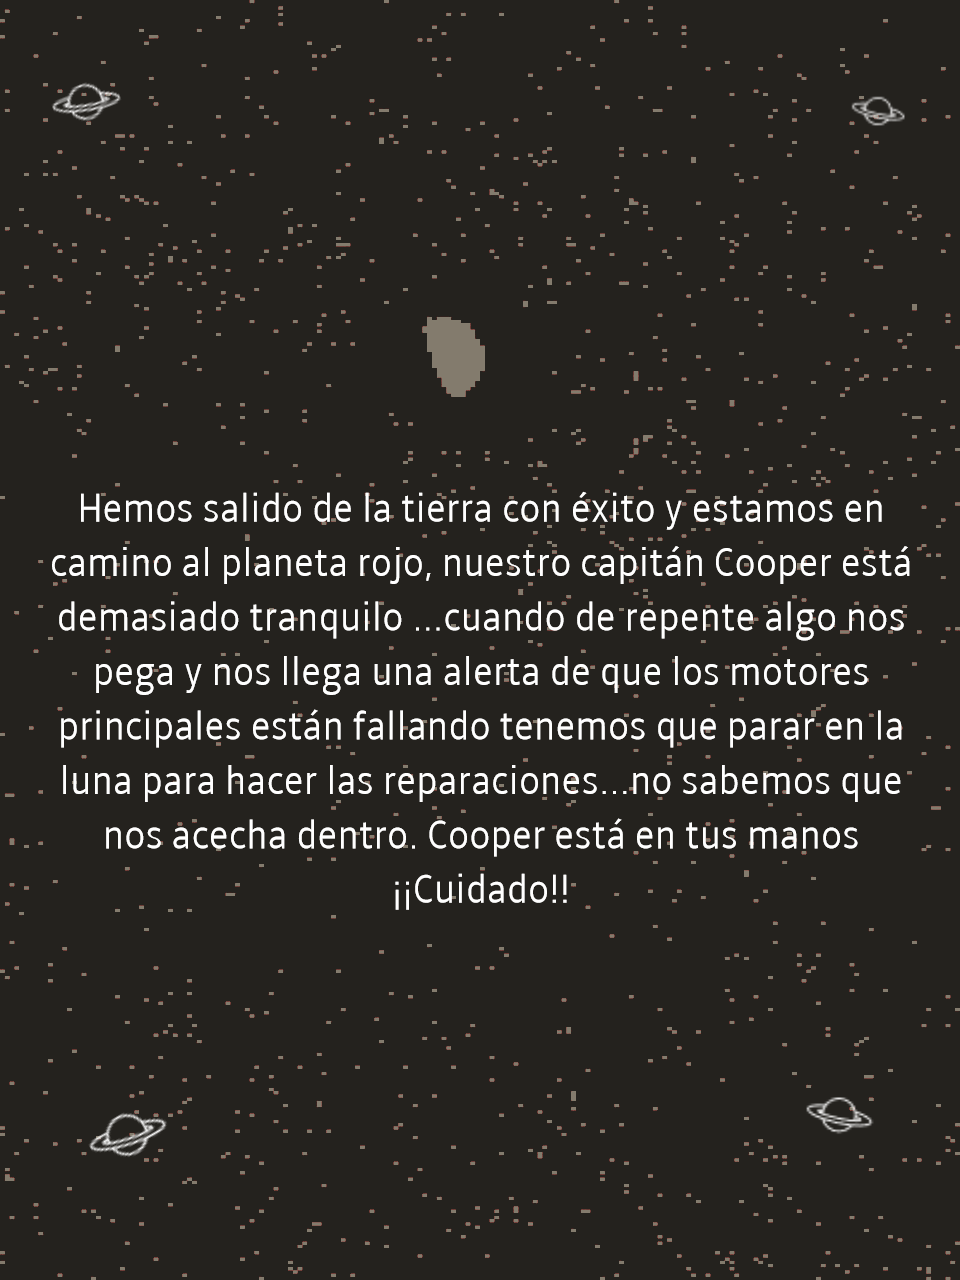 Hemos salido de la tierra con éxito y estamos en
camino al planeta rojo, nuestro capitán Cooper está
demasiado tranquilo ...cuando de repente algo nos
pega y nos llega una alerta de que los motores
principales están fallando tenemos que parar en la
luna para hacer las reparaciones...no sabemos que
nos acecha dentro. Cooper está en tus manos
¡¡Cuidado!!